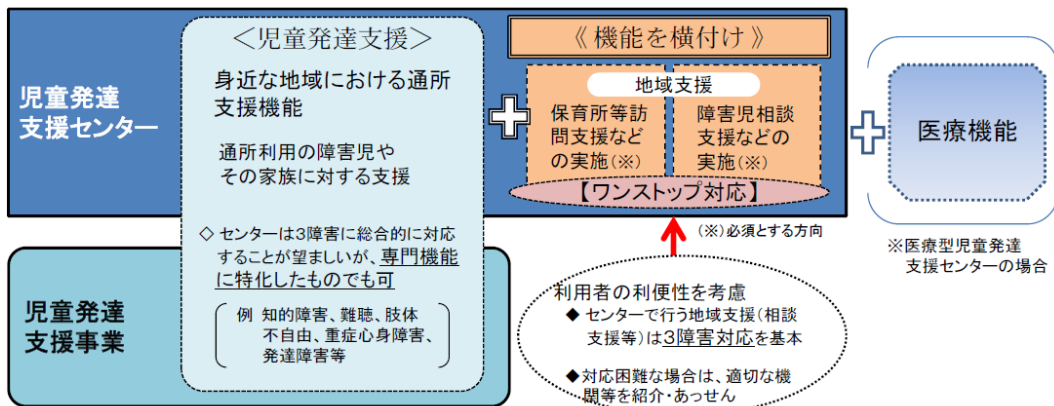 児童発達
支援センター
＜児童発達支援＞
身近な地域における通所
支援機能
通所利用の障害児や
その家族に対する支援
◇ センターは3障害に総合的に対応
することが望ましいが、専門機能
に特化したものでも可
例 知的障害、難聴、肢体
不自由、重症心身障害、
発達障害等
《 機能を横付け 》
地域支援
保育所等訪
問支援など
の実施(※)
障害児相談
支援などの
実施(※)
【ワンストップ対応】
(※)必須とする方向
医療機能
※医療型児童発達
支援センターの場合
児童発達
支援事業
利用者の利便性を考慮
◆ センターで行う地域支援(相談
支援等)は3障害対応を基本
◆対応困難な場合は、適切な機
関等を紹介・あっせん